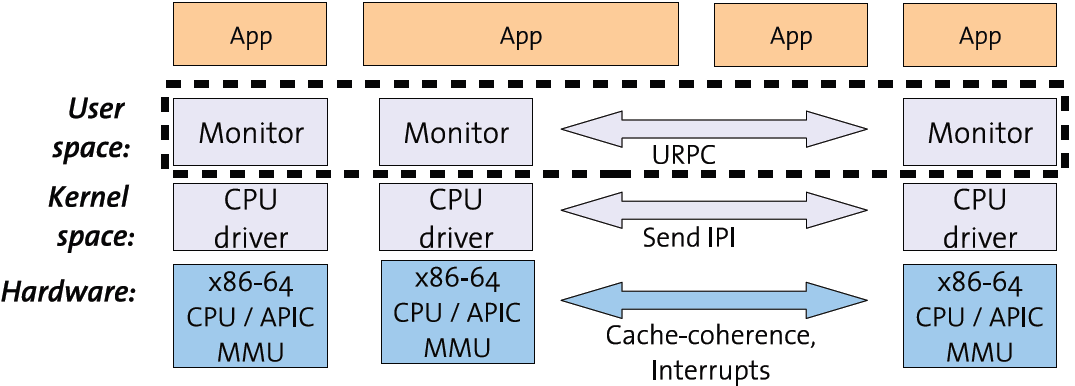 App App App App
User
space:
Monitor Monitor Monitor
URPC
Kernel
space:
CPU
driver
CPU
driver
CPU
driver
Send IPI
Hardware:
x86-64
CPU / APIC
MMU
x86-64
CPU / APIC
MMU
x86-64
CPU / APIC
MMU
Cache-coherence,
Interrupts